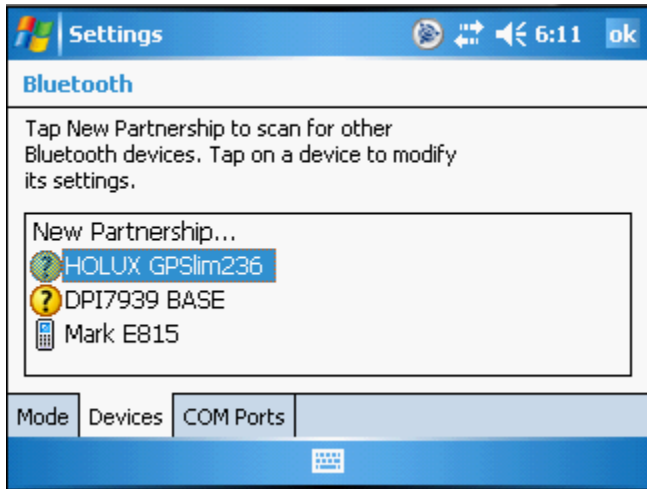 Settings 6:11 ok
Bluetooth
Tap New Partnership to scan for other
Bluetooth devices. Tap on a device to modify
its settings.
New Partnership...
HOLUX GPSlim236
DPI7939 BASE
Mark E815
Mode Devices COM Ports